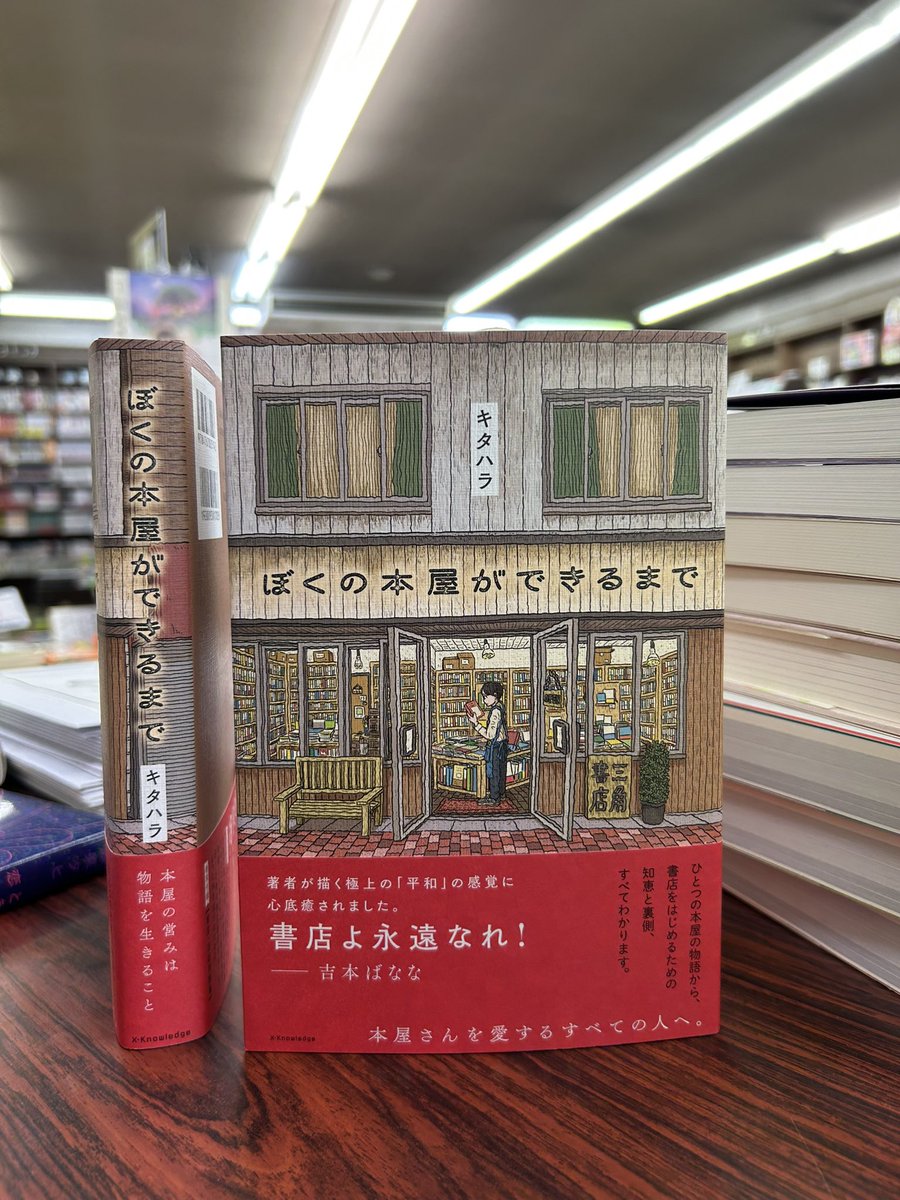 ぼくの本屋ができるまで
キタハラ
本屋の営みは
物語を生きること
X-Knowledge
キタハラ
ぼくの本屋ができるまで
三角
書店
著者が描く極上の「平和」の感覚に
心底癒されました。
書店よ永遠なれ!
── 吉本ばなな
ひとつの本屋の物語から、
書店をはじめるための
知恵と裏側、
すべてわかります。
本屋さんを愛するすべての人へ。
X-Knowledge